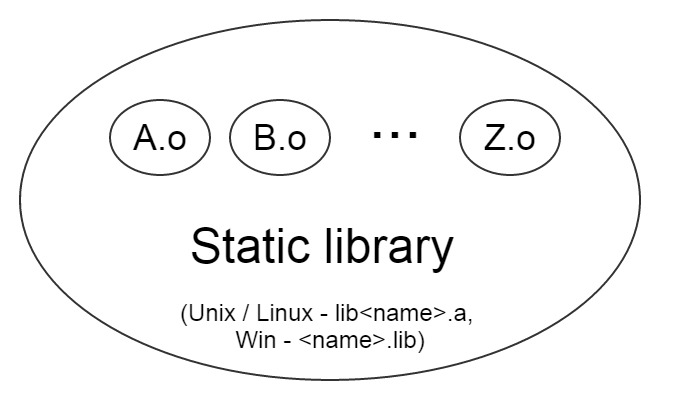 A.o B.o ... Z.o
Static library
(Unix / Linux - lib<name>.a,
Win - <name>.lib)